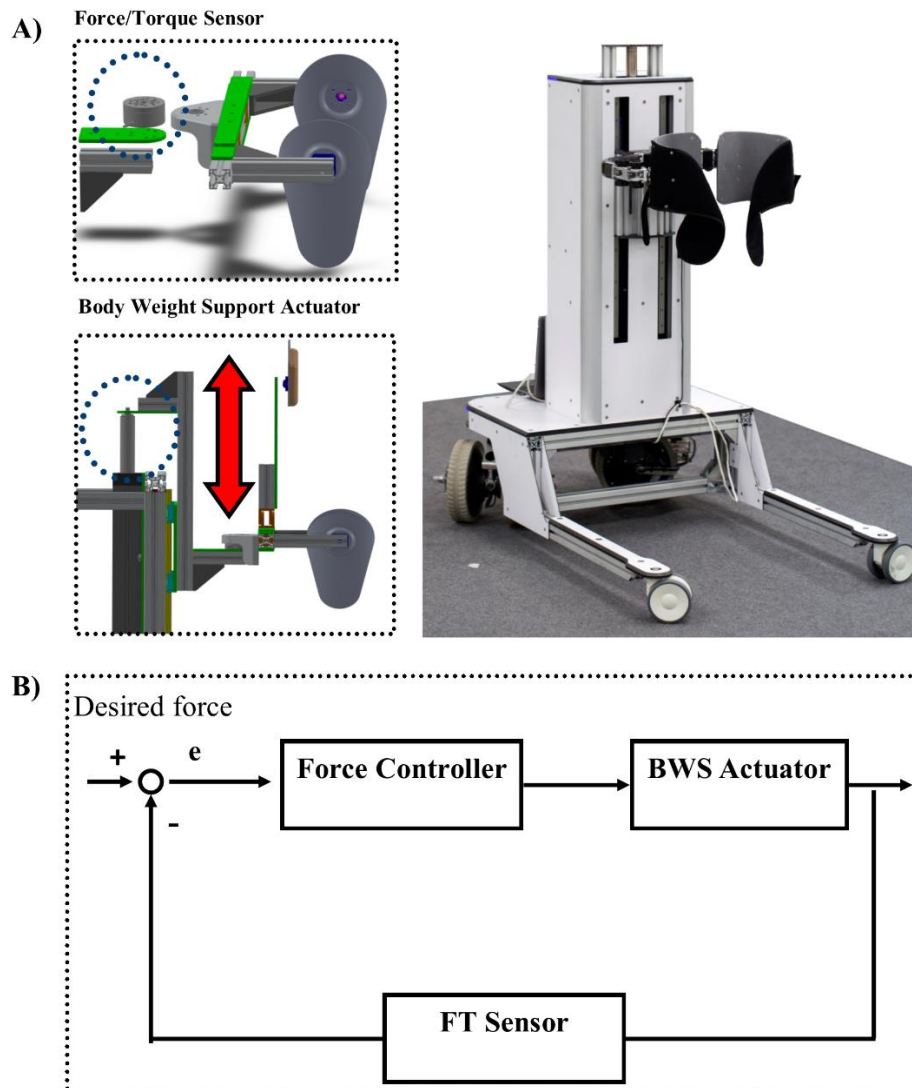 A)
Force/Torque Sensor
Body Weight Support Actuator
B)
Desired force
+
e
-
Force Controller
BWS Actuator
FT Sensor